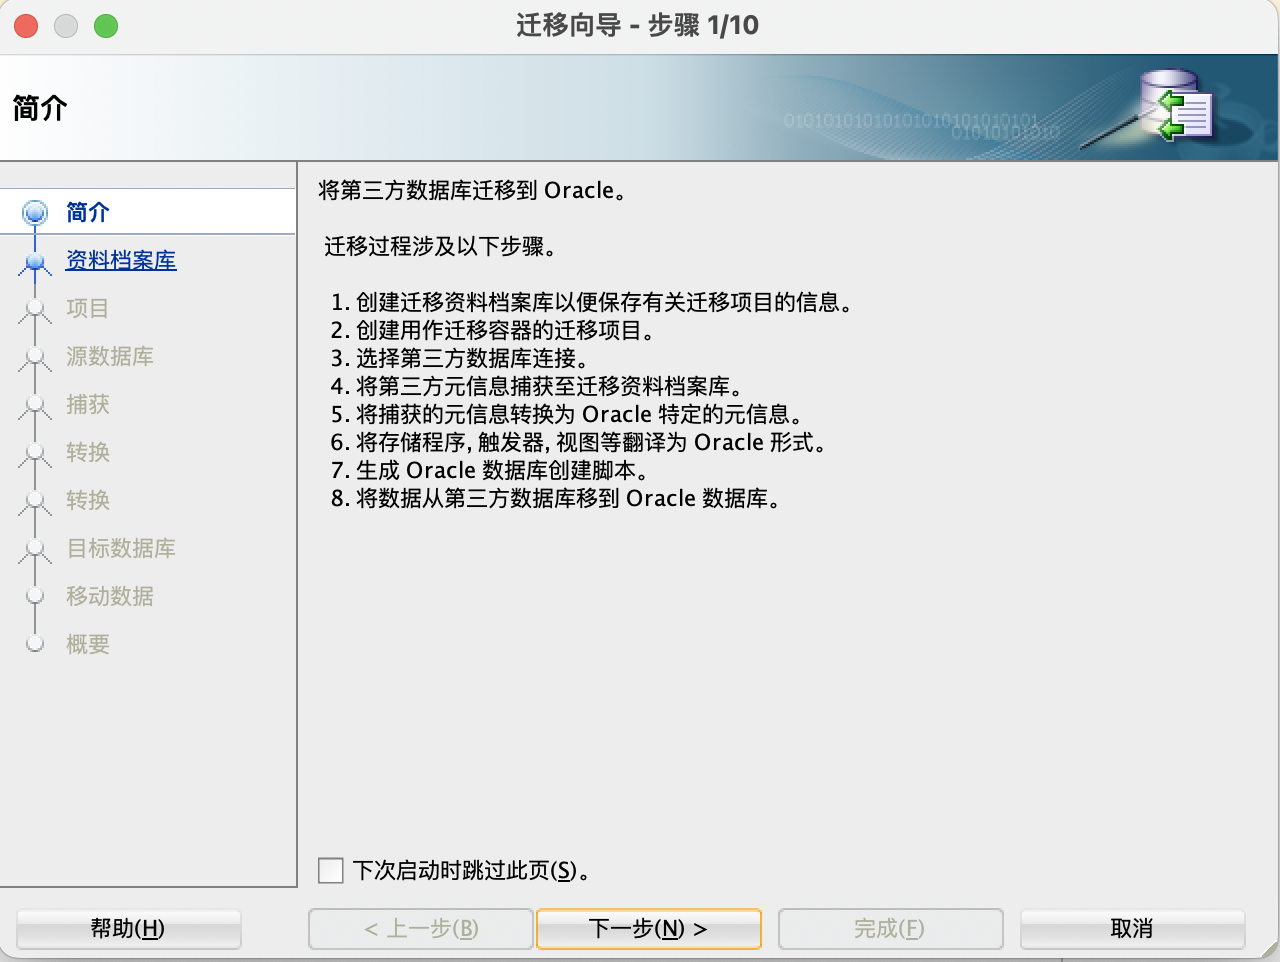 迁移向导 - 步骤 1/10
简介
0101010101010101010101010101
01010101010
简介
资料档案库
项目
源数据库
捕获
转换
转换
目标数据库
移动数据
概要
将第三方数据库迁移到 Oracle。
迁移过程涉及以下步骤。
1. 创建迁移资料档案库以便保存有关迁移项目的信息。
2. 创建用作迁移容器的迁移项目。
3. 选择第三方数据库连接。
4. 将第三方元信息捕获至迁移资料档案库。
5. 将捕获的元信息转换为 Oracle 特定的元信息。
6. 将存储程序, 触发器, 视图等翻译为 Oracle 形式。
7. 生成 Oracle 数据库创建脚本。
8. 将数据从第三方数据库移到 Oracle 数据库。
下次启动时跳过此页(S)。
帮助(H)
< 上一步(B)
下一步(N) >
完成(F)
取消